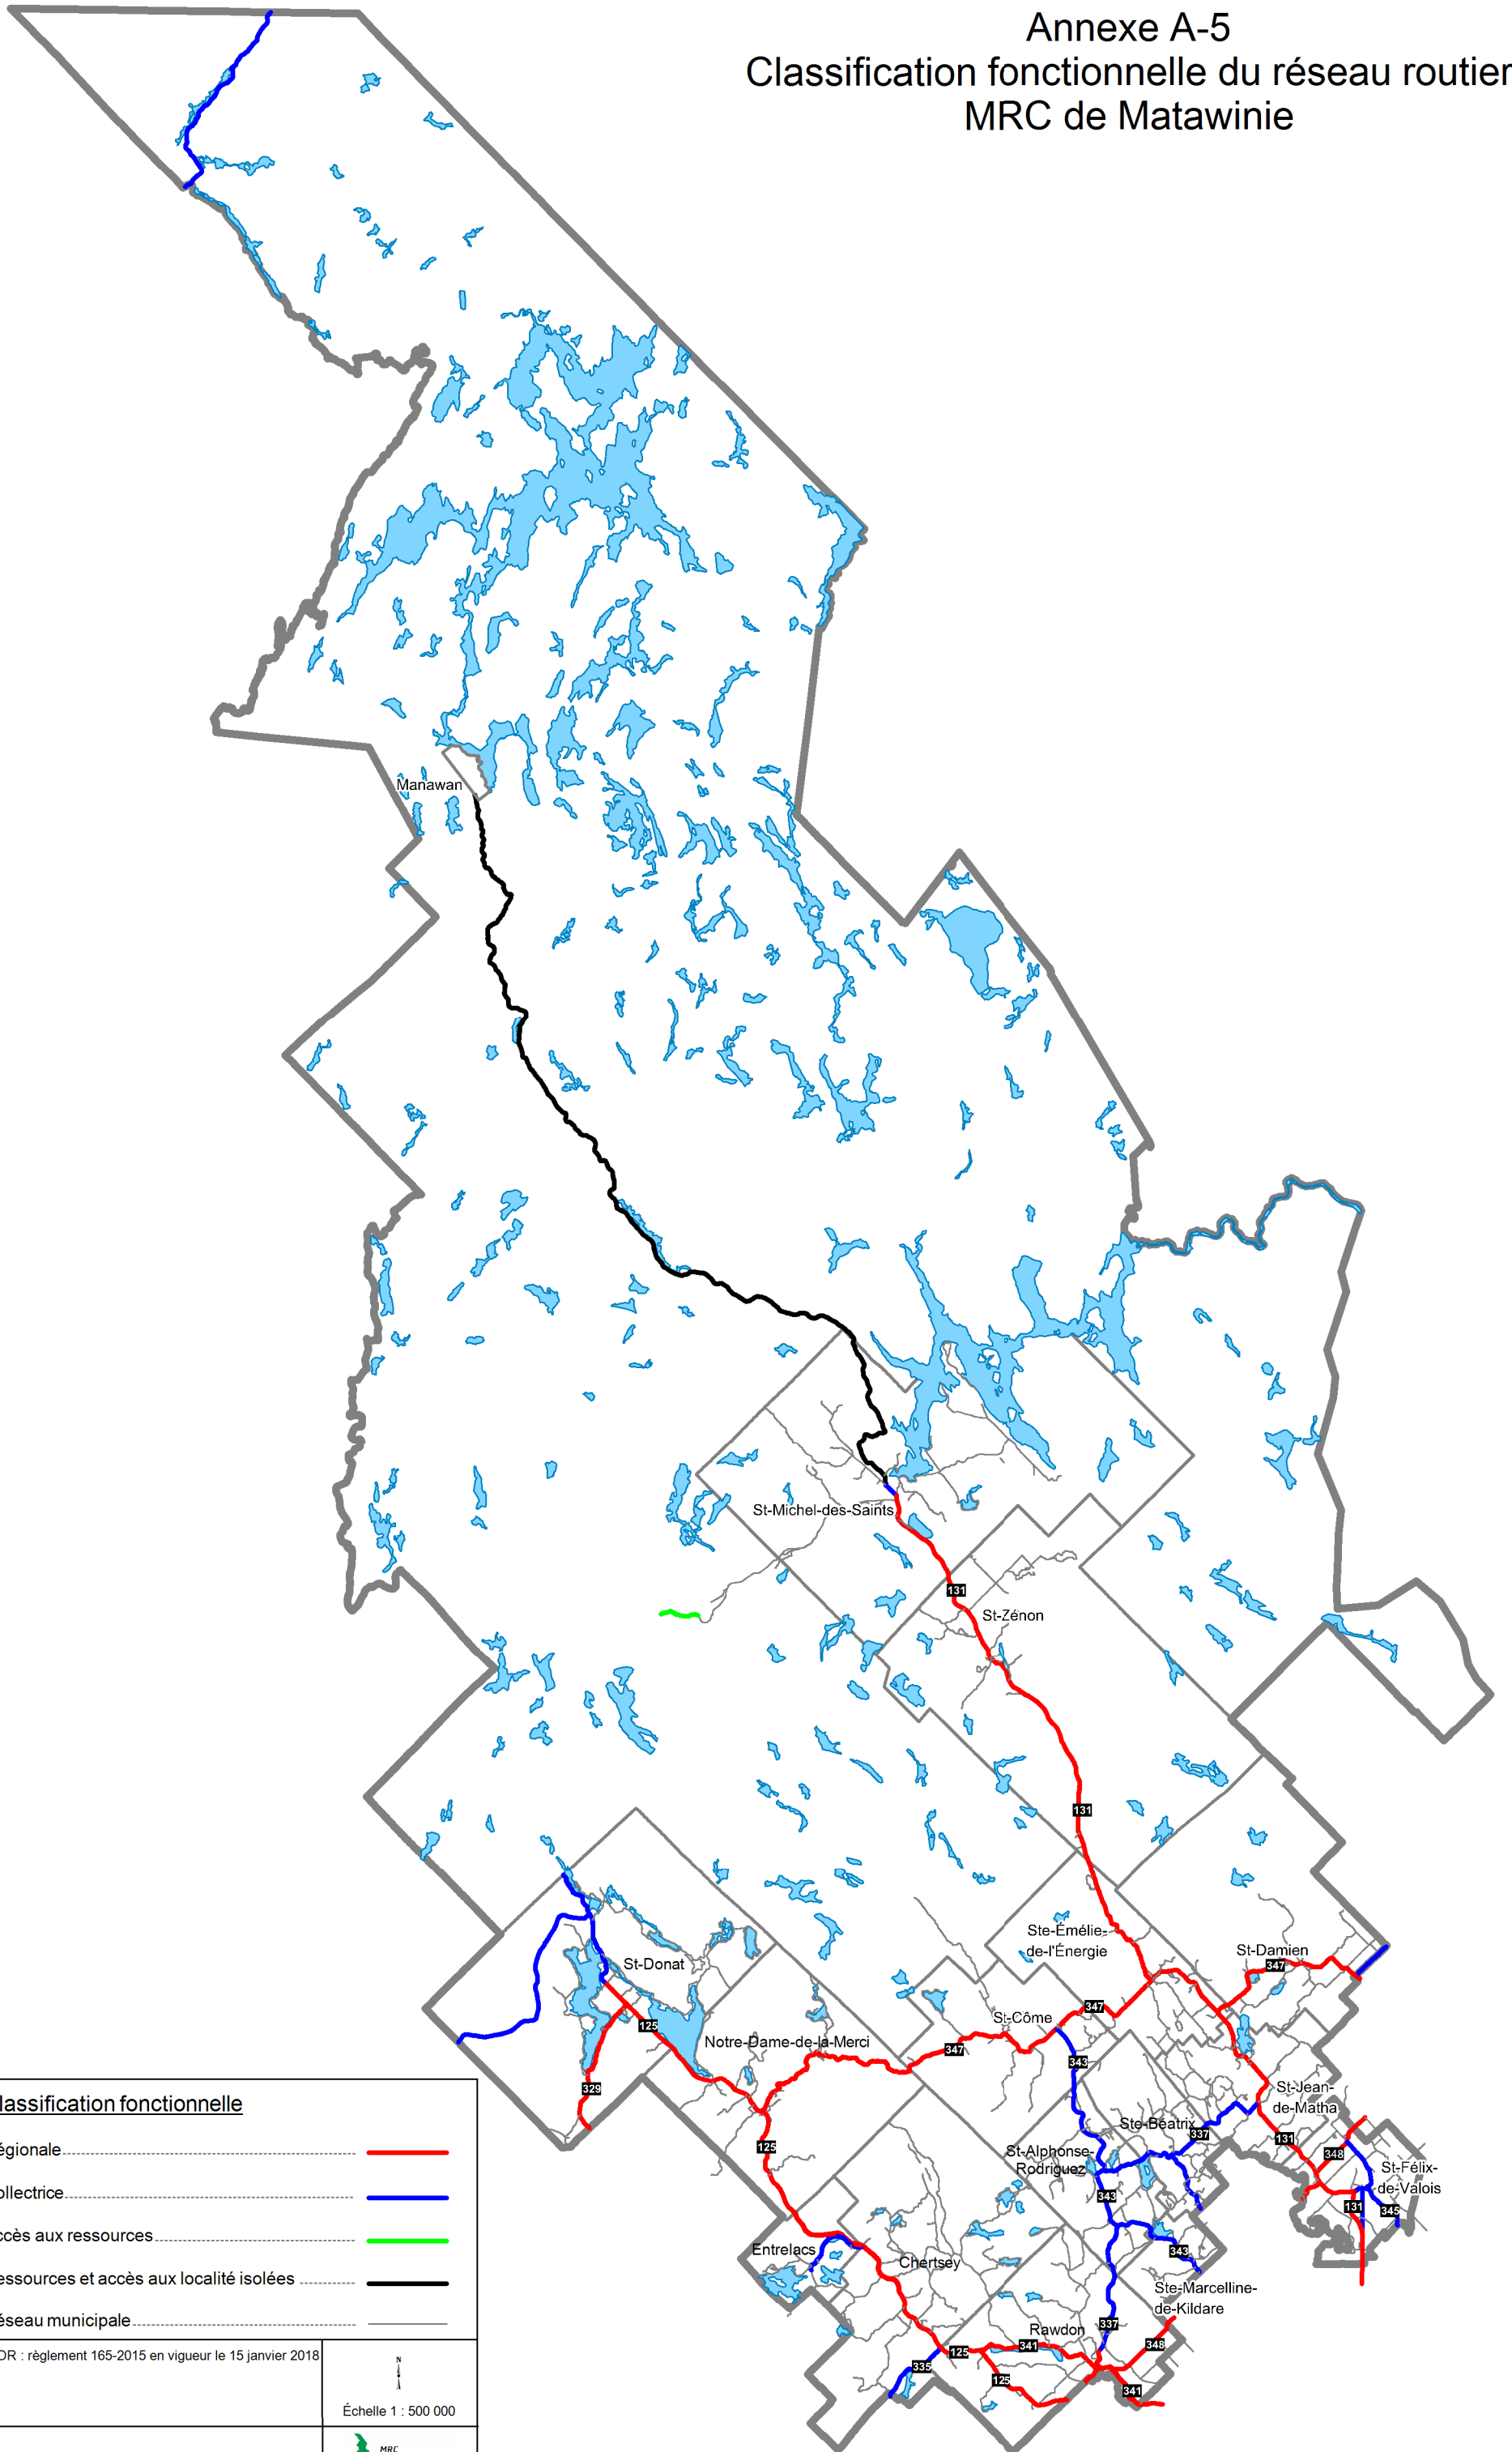 Annexe A-5
Classification fonctionnelle du réseau routier
MRC de Matawinie
Manawan
St-Michel-des-Saints
131
St-Zénon
131
Ste-Émélie-
de-l'Énergie
St-Damien
347
St-Donat
125
347
St-Côme
Notre-Dame-de-la-Merci
347
343
329
St-Jean-
de-Matha
Ste-Béatrix
337
131
348
125
St-Alphonse-
Rodriguez
St-Félix-
de-Valois
343
131
345
Entrelacs
Chertsey
343
Ste-Marcelline-
de-Kildare
337
Rawdon
341
348
125
335
125
341
lassification fonctionnelle
égionale
ollectrice
ccès aux ressources
essources et accès aux localité isolées
éseau municipale
DR : règlement 165-2015 en vigueur le 15 janvier 2018
N
Échelle 1 : 500 000
MRC